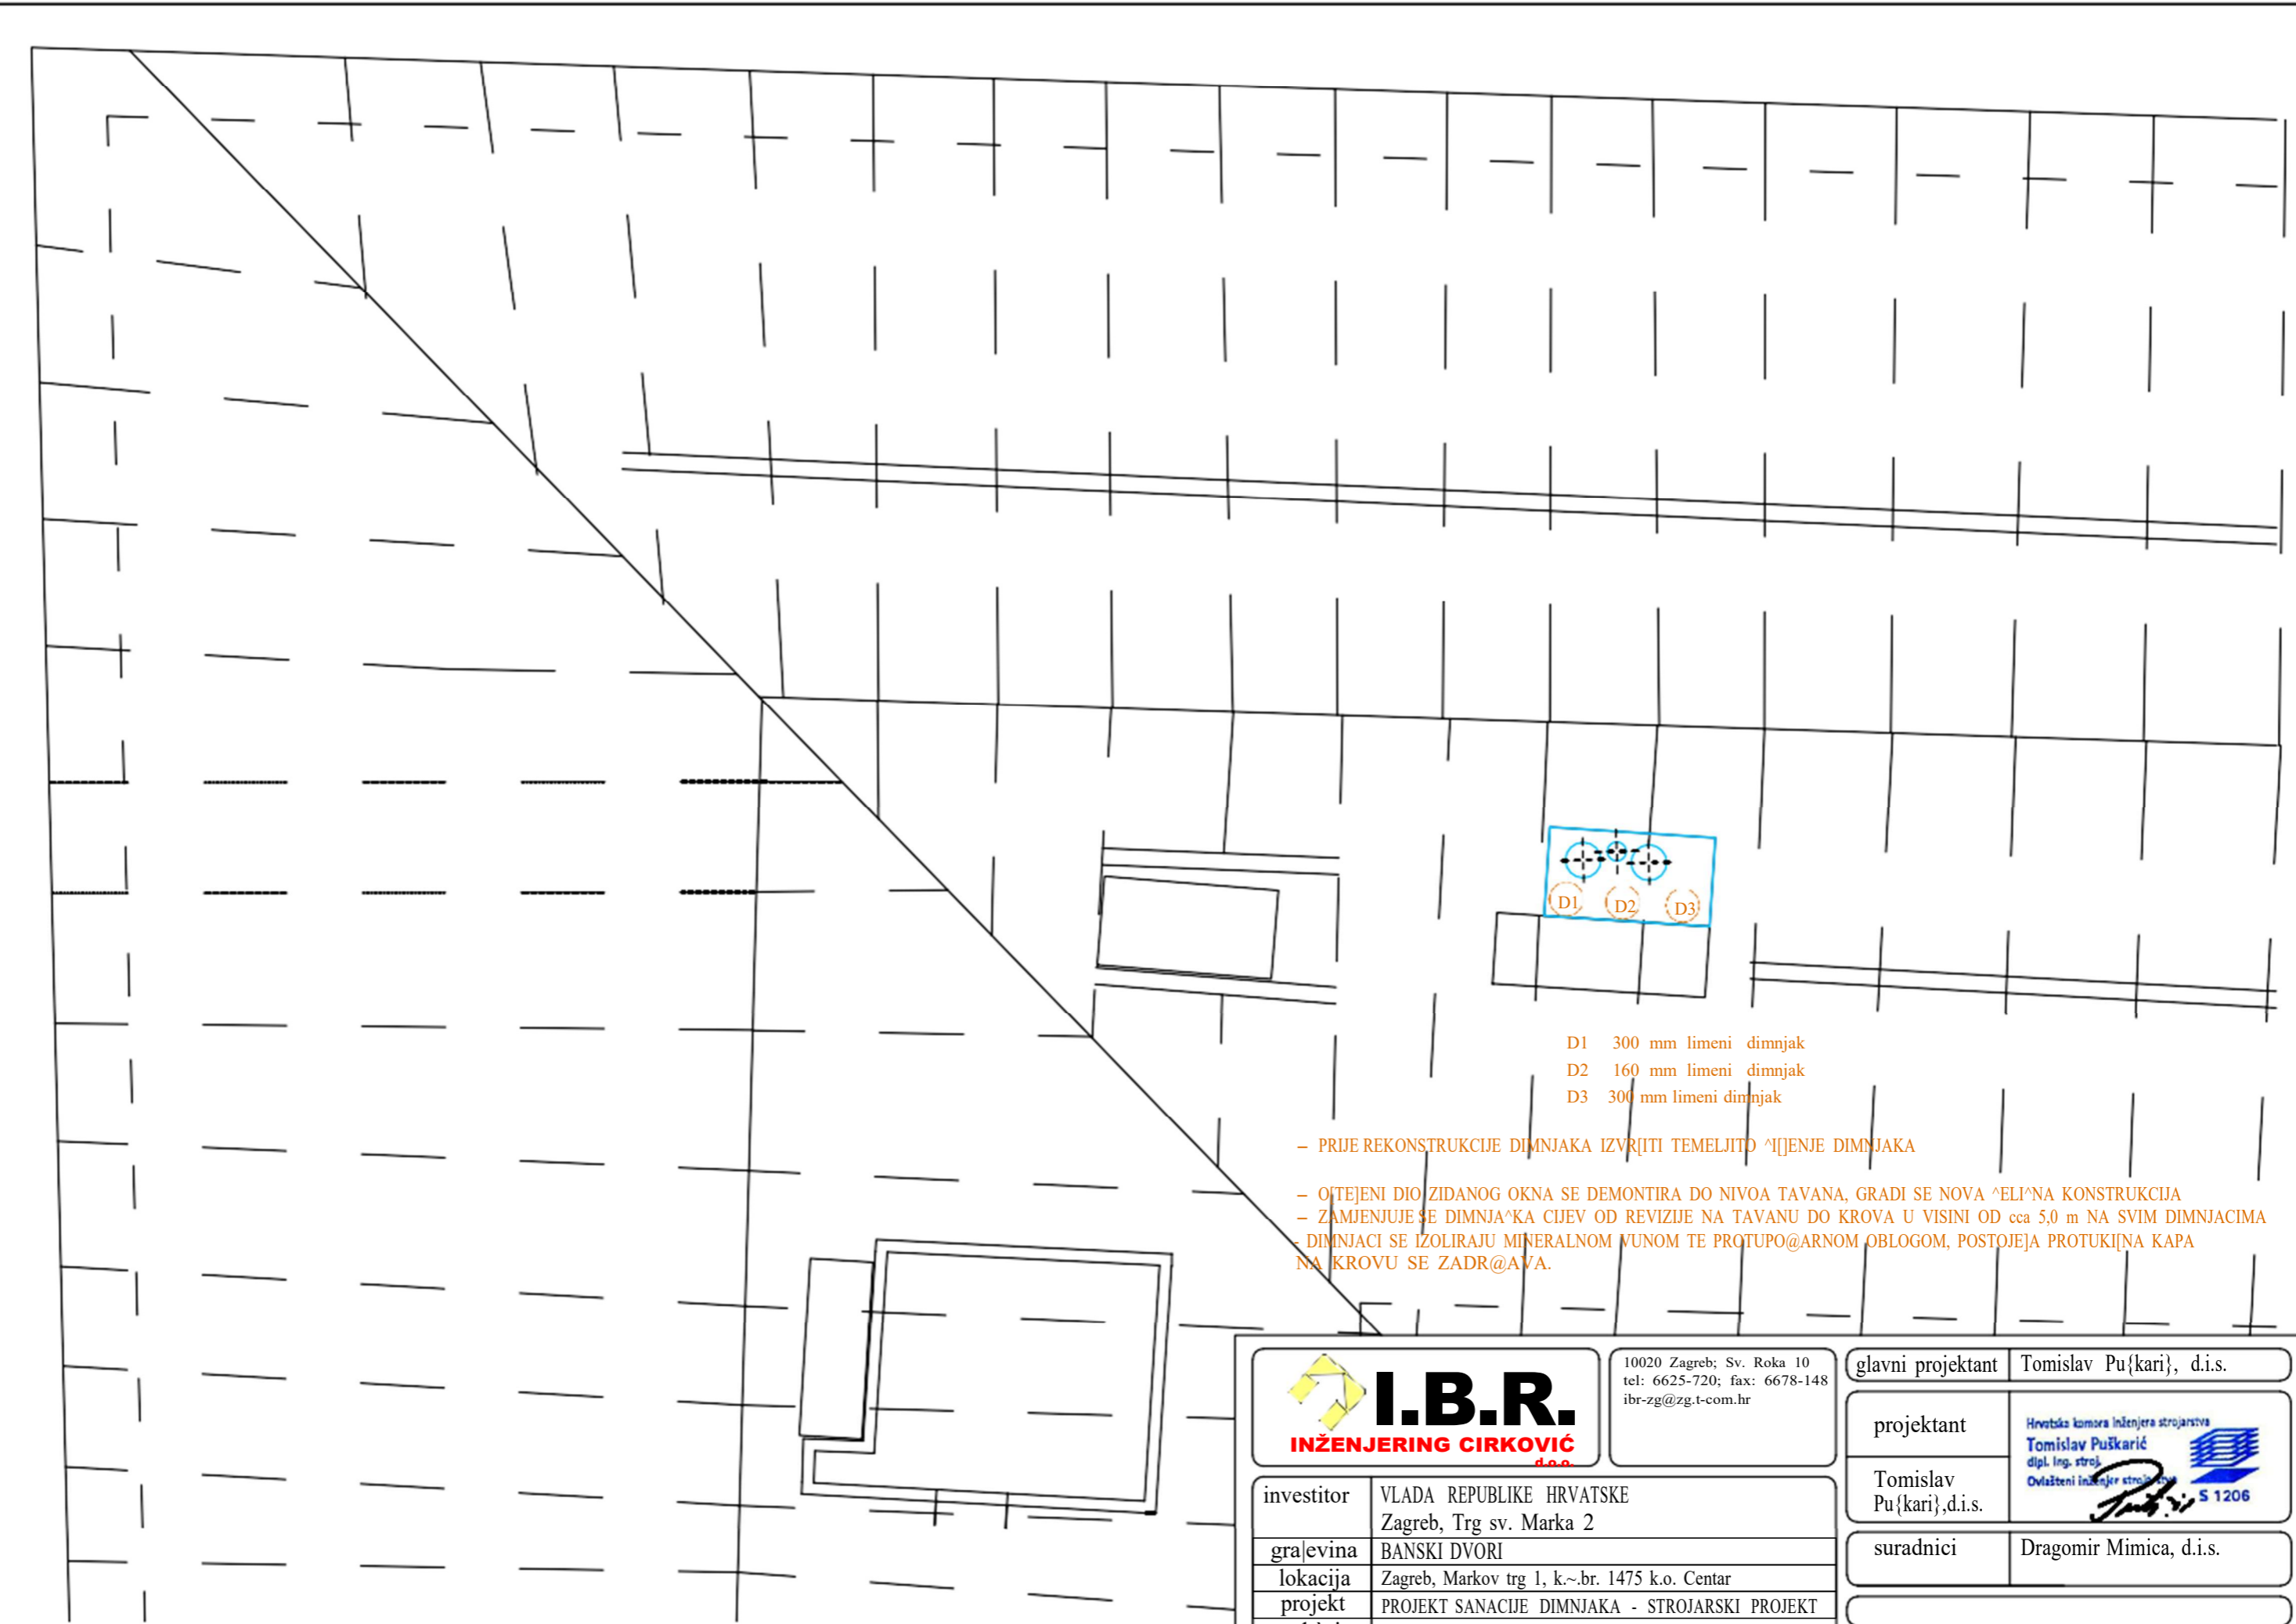 D1
D2
D3
D1 300 mm limeni dimnjak
D2 160 mm limeni dimnjak
D3 300 mm limeni dimnjak
– PRIJE REKONSTRUKCIJE DIMNJAKA IZVR[ITI TEMELJITO ^I[]ENJE DIMNJAKA
– O[TE]ENI DIO ZIDANOG OKNA SE DEMONTIRA DO NIVOA TAVANA, GRADI SE NOVA ^ELI^NA KONSTRUKCIJA
– ZAMJENJUJE SE DIMNJA^KA CIJEV OD REVIZIJE NA TAVANU DO KROVA U VISINI OD cca 5,0 m NA SVIM DIMNJACIMA
- DIMNJACI SE IZOLIRAJU MINERALNOM VUNOM TE PROTUPO@ARNOM OBLOGOM, POSTOJE]A PROTUKI[NA KAPA
NA KROVU SE ZADR@AVA.
I.B.R.
INŽENJERING CIRKOVIĆ
d.o.o.
10020 Zagreb; Sv. Roka 10
tel: 6625-720; fax: 6678-148
ibr-zg@zg.t-com.hr
glavni projektant Tomislav Pu{kari}, d.i.s.
projektant
Tomislav
Pu{kari},d.i.s.
Hrvatska komora inženjera strojarstva
Tomislav Puškarić
dipl. ing. stroj.
Ovlašteni inženjer strojarstva
S 1206
suradnici Dragomir Mimica, d.i.s.
investitor VLADA REPUBLIKE HRVATSKE
Zagreb, Trg sv. Marka 2
gra|evina BANSKI DVORI
lokacija Zagreb, Markov trg 1, k.~.br. 1475 k.o. Centar
projekt PROJEKT SANACIJE DIMNJAKA - STROJARSKI PROJEKT